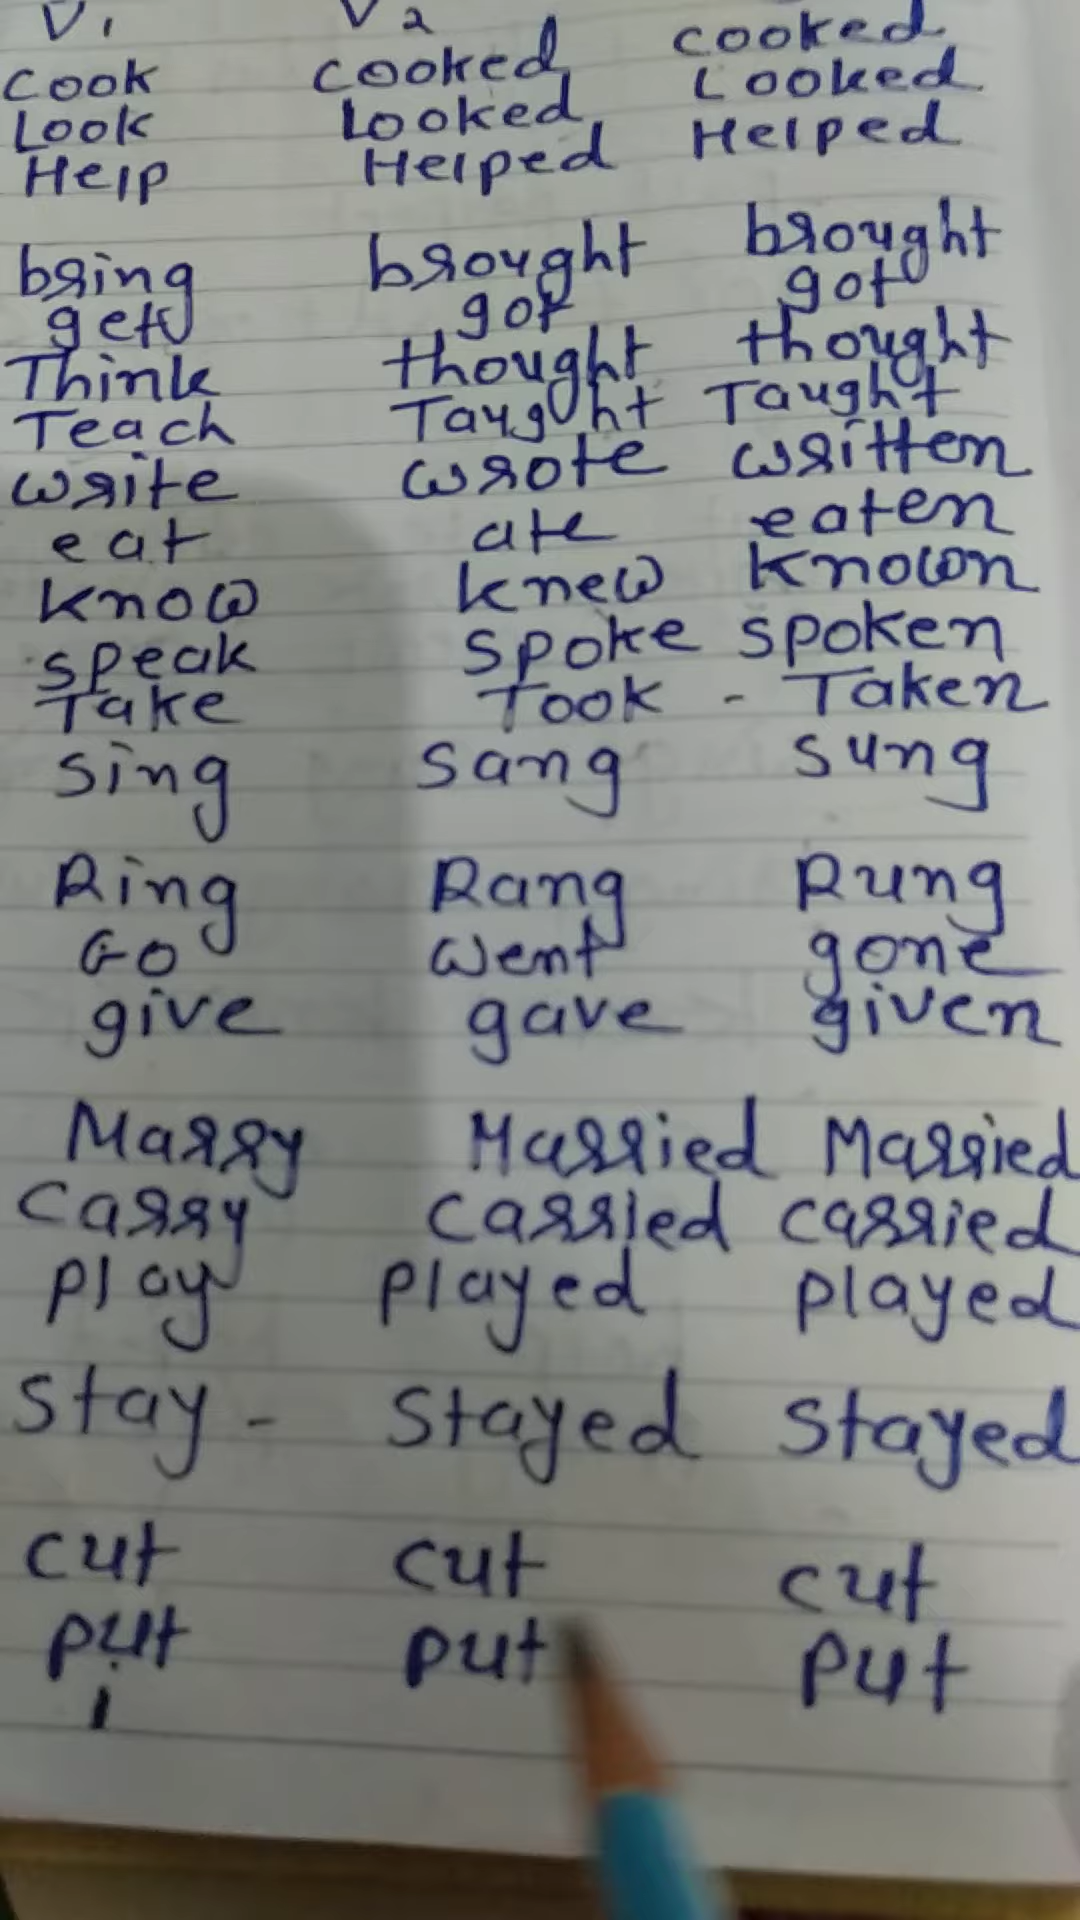 V1 V2
Cook Cooked cooked
Look Looked Looked
Help Helped Helped
bring brought brought
get got got
Think thought thought
Teach Taught Taught
write wrote written
eat ate eaten
know knew known
speak spoke spoken
Take Took - Taken
sing sang sung
Ring Rang Rung
Go went gone
give gave given
Marry Married Married
Carry Carried carried
play played played
stay - stayed stayed
cut cut cut
put put put